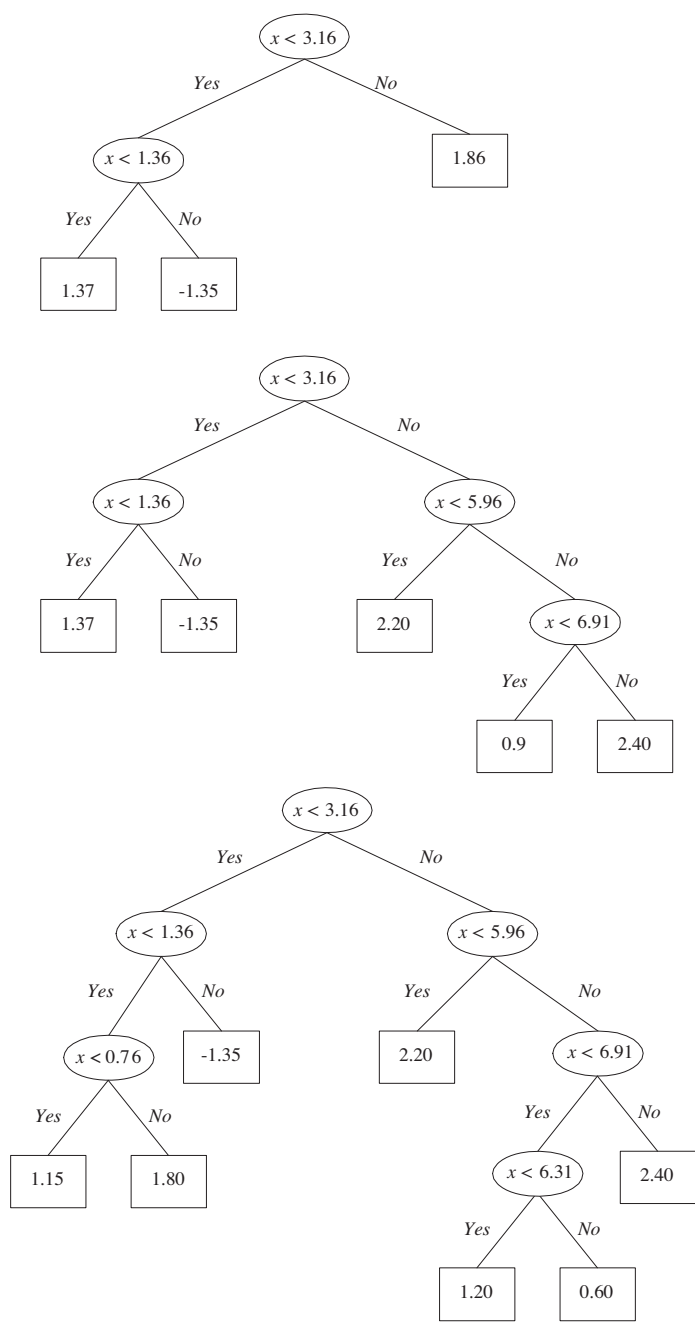 x < 3.16
Yes No
x < 1.36 1.86
Yes No
1.37 -1.35
x < 3.16
Yes No
x < 1.36 x < 5.96
Yes No Yes No
1.37 -1.35 2.20 x < 6.91
Yes No
0.9 2.40
x < 3.16
Yes No
x < 1.36 x < 5.96
Yes No Yes No
x < 0.76 -1.35 2.20 x < 6.91
Yes No Yes No
1.15 1.80 x < 6.31 2.40
Yes No
1.20 0.60